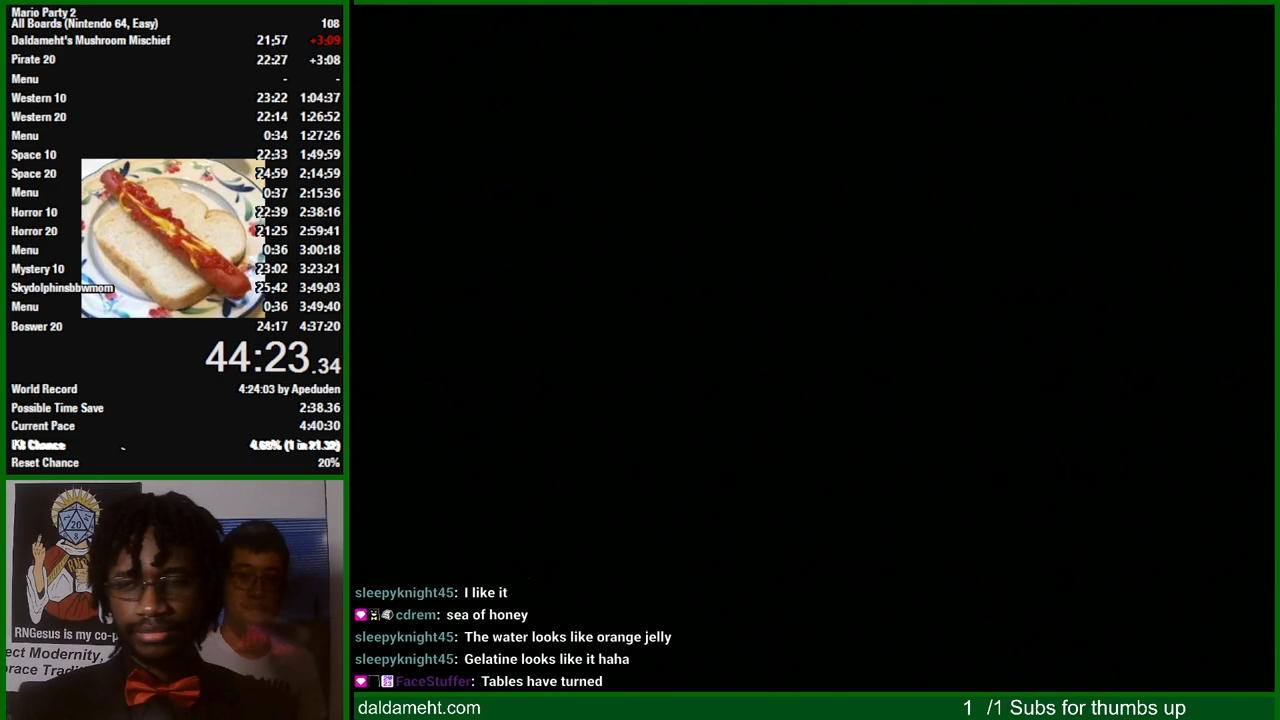 Mario Party 2
All Boards (Nintendo 64, Easy) 108
Daldameht's Mushroom Mischief 21:57 +3:09
Pirate 20 22:27 +3:08
Menu - -
Western 10 23:22 1:04:37
Western 20 22:14 1:26:52
Menu 0:34 1:27:26
Space 10 22:33 1:49:59
Space 20 24:59 2:14:59
Menu 0:37 2:15:36
Horror 10 22:39 2:38:16
Horror 20 21:25 2:59:41
Menu 0:36 3:00:18
Mystery 10 23:02 3:23:21
Skydolphinsbbwmom 25:42 3:49:03
Menu 0:36 3:49:40
Boswer 20 24:17 4:37:20
44:23.34
World Record 4:24:03 by Apeduden
Possible Time Save 2:38.36
Current Pace 4:40:30
Chance
Reset Chance 20%
20
8
RNGesus is my co-p
ect Modernity,
brace Tradi
sleepyknight45: I like it
cdrem: sea of honey
sleepyknight45: The water looks like orange jelly
sleepyknight45: Gelatine looks like it haha
FaceStuffer: Tables have turned
daldameht.com 1 /1 Subs for thumbs up